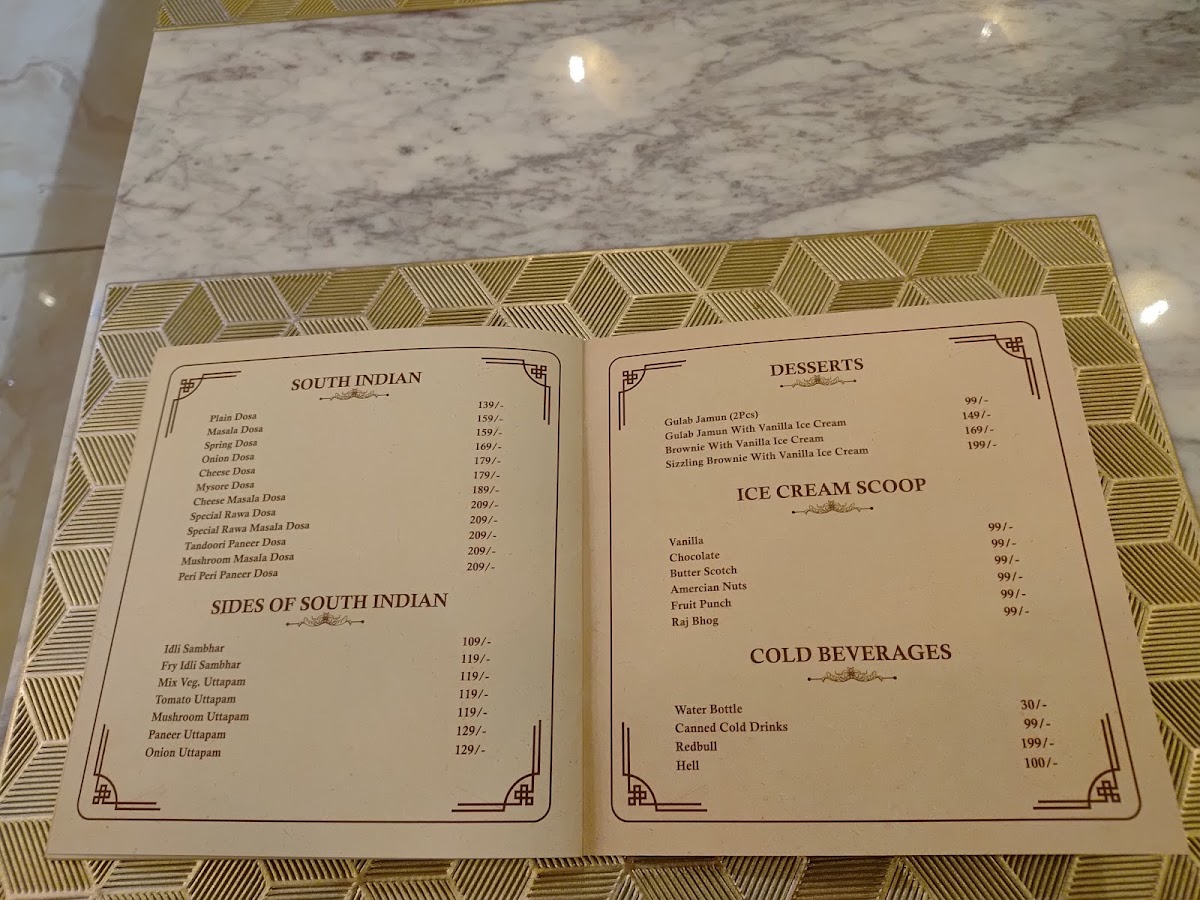 SOUTH INDIAN
Plain Dosa 139/-
Masala Dosa 159/-
Spring Dosa 159/-
Onion Dosa 169/-
Cheese Dosa 179/-
Mysore Dosa 179/-
Cheese Masala Dosa 189/-
Special Rawa Dosa 209/-
Special Rawa Masala Dosa 209/-
Tandoori Paneer Dosa 209/-
Mushroom Masala Dosa 209/-
Peri Peri Paneer Dosa 209/-
SIDES OF SOUTH INDIAN
Idli Sambhar 109/-
Fry Idli Sambhar 119/-
Mix Veg. Uttapam 119/-
Tomato Uttapam 119/-
Mushroom Uttapam 119/-
Paneer Uttapam 129/-
Onion Uttapam 129/-
DESSERTS
Gulab Jamun (2Pcs) 99/-
Gulab Jamun With Vanilla Ice Cream 149/-
Brownie With Vanilla Ice Cream 169/-
Sizzling Brownie With Vanilla Ice Cream 199/-
ICE CREAM SCOOP
Vanilla 99/-
Chocolate 99/-
Butter Scotch 99/-
Amercian Nuts 99/-
Fruit Punch 99/-
Raj Bhog 99/-
COLD BEVERAGES
Water Bottle 30/-
Canned Cold Drinks 99/-
Redbull 199/-
Hell 100/-